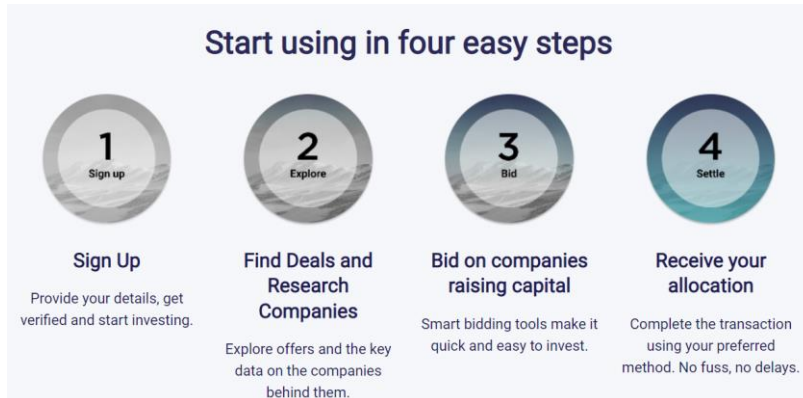 Start using in four easy steps
1
Sign up
2
Explore
3
Bid
4
Settle
Sign Up
Provide your details, get
verified and start investing.
Find Deals and
Research
Companies
Explore offers and the key
data on the companies
behind them.
Bid on companies
raising capital
Smart bidding tools make it
quick and easy to invest.
Receive your
allocation
Complete the transaction
using your preferred
method. No fuss, no delays.